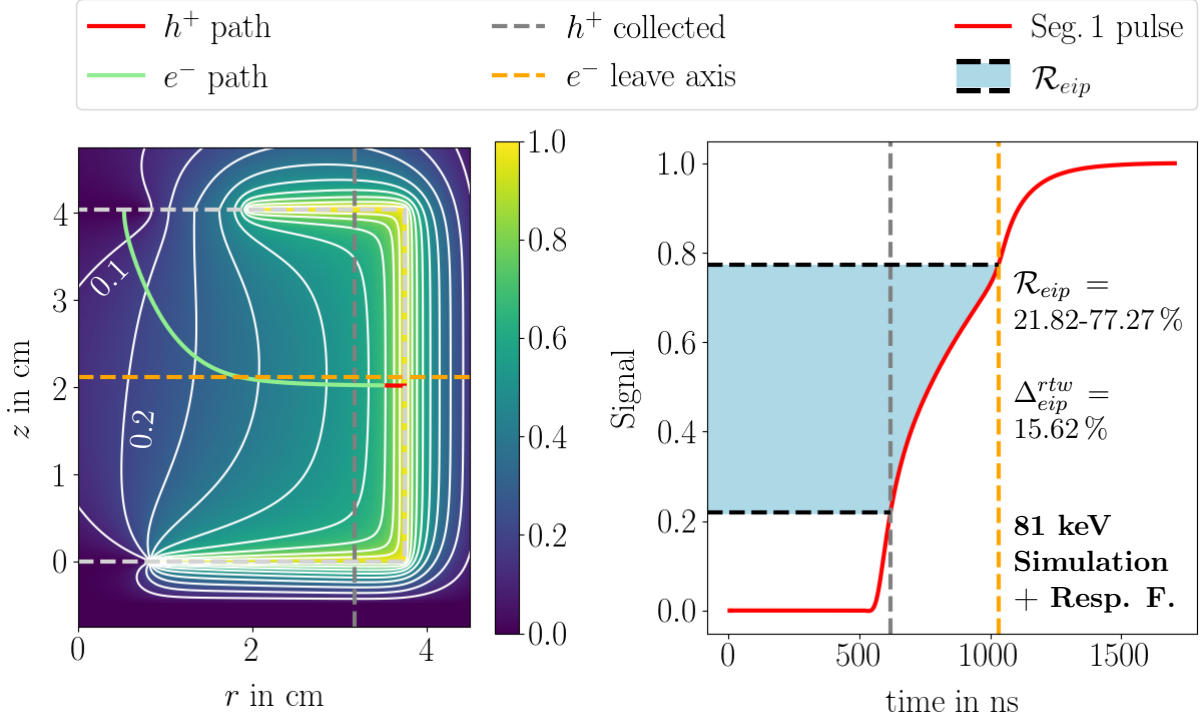 h⁺ path
h⁺ collected
Seg. 1 pulse
e⁻ path
e⁻ leave axis
𝓡ₑᵢₚ
1.0
0.8
0.6
0.4
0.2
0.0
4
3
2
1
0
z in cm
0.1
0.2
0
2
4
r in cm
1.0
0.8
0.6
0.4
0.2
0.0
Signal
𝓡ₑᵢₚ =
21.82-77.27 %
Δ_{eip}^{rtw} =
15.62 %
81 keV
Simulation
+ Resp. F.
0
500
1000
1500
time in ns